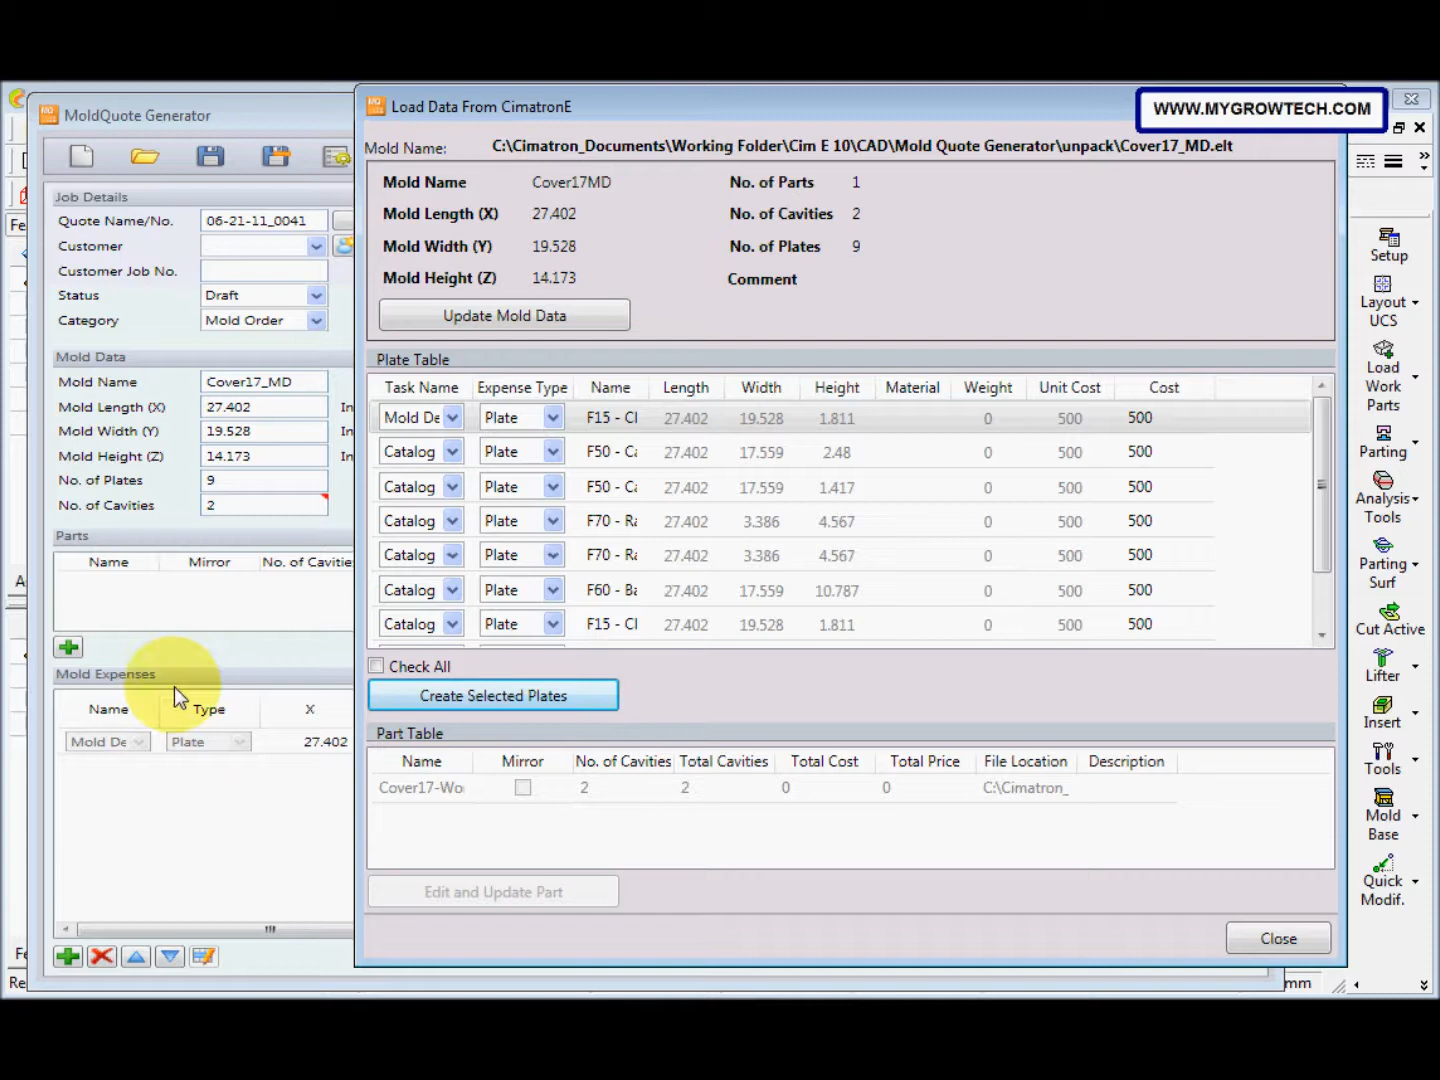 MoldQuote Generator
Load Data From CimatronE
WWW.MYGROWTECH.COM
Mold Name: C:\Cimatron_Documents\Working Folder\Cim E 10\CAD\Mold Quote Generator\unpack\Cover17_MD.elt
Mold Name Cover17MD No. of Parts 1
Mold Length (X) 27.402 No. of Cavities 2
Mold Width (Y) 19.528 No. of Plates 9
Mold Height (Z) 14.173 Comment
Update Mold Data
Job Details
Quote Name/No. 06-21-11_0041
Customer
Customer Job No.
Status Draft
Category Mold Order
Mold Data
Mold Name Cover17_MD
Mold Length (X) 27.402 In
Mold Width (Y) 19.528
Mold Height (Z) 14.173 In
No. of Plates 9
No. of Cavities 2
Parts
Name Mirror No. of Cavitie
Mold Expenses
Name Type X
Mold De Plate 27.402
Plate Table
Task Name Expense Type Name Length Width Height Material Weight Unit Cost Cost
Mold De Plate F15 - Cl 27.402 19.528 1.811 0 500 500
Catalog Plate F50 - Ca 27.402 17.559 2.48 0 500 500
Catalog Plate F50 - Ca 27.402 17.559 1.417 0 500 500
Catalog Plate F70 - Ra 27.402 3.386 4.567 0 500 500
Catalog Plate F70 - Ra 27.402 3.386 4.567 0 500 500
Catalog Plate F60 - Ba 27.402 17.559 10.787 0 500 500
Catalog Plate F15 - Cl 27.402 19.528 1.811 0 500 500
Check All
Create Selected Plates
Part Table
Name Mirror No. of Cavities Total Cavities Total Cost Total Price File Location Description
Cover17-Wo 2 2 0 0 C:\Cimatron_
Edit and Update Part
Close
Setup
Layout
UCS
Load
Work
Parts
Parting
Analysis
Tools
Parting
Surf
Cut Active
Lifter
Insert
Tools
Mold
Base
Quick
Modif.
Fe
Fe
Re
mm